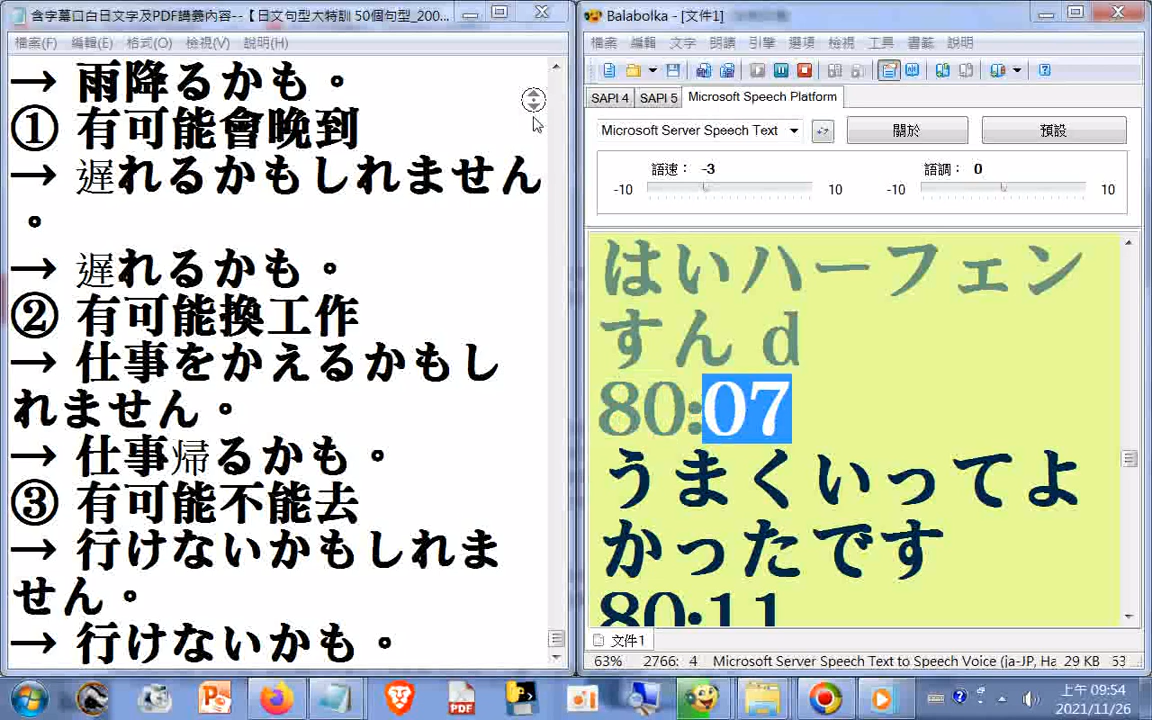 含字幕口白日文字及PDF講義內容--【日文句型大特訓 50個句型_200...
檔案(F) 編輯(E) 格式(O) 檢視(V) 說明(H)
→ 雨降るかも。
① 有可能會晚到
→ 遅れるかもしれません
。
→ 遅れるかも。
② 有可能換工作
→ 仕事をかえるかもし
れません。
→ 仕事帰るかも。
③ 有可能不能去
→ 行けないかもしれま
せん。
→ 行けないかも。
Balabolka - [文件1]
檔案 編輯 文字 朗讀 引擎 選項 檢視 工具 書籤 說明
SAPI 4 SAPI 5 Microsoft Speech Platform
Microsoft Server Speech Text 關於 預設
語速： -3 語調： 0
-10 10 -10 10
はいハーフェン
すん d
80:07
うまくいってよ
かったです
80:11
文件1
63% 2766: 4 Microsoft Server Speech Text to Speech Voice (ja-JP, Ha 29 KB 53
PDF
上午 09:54
2021/11/26